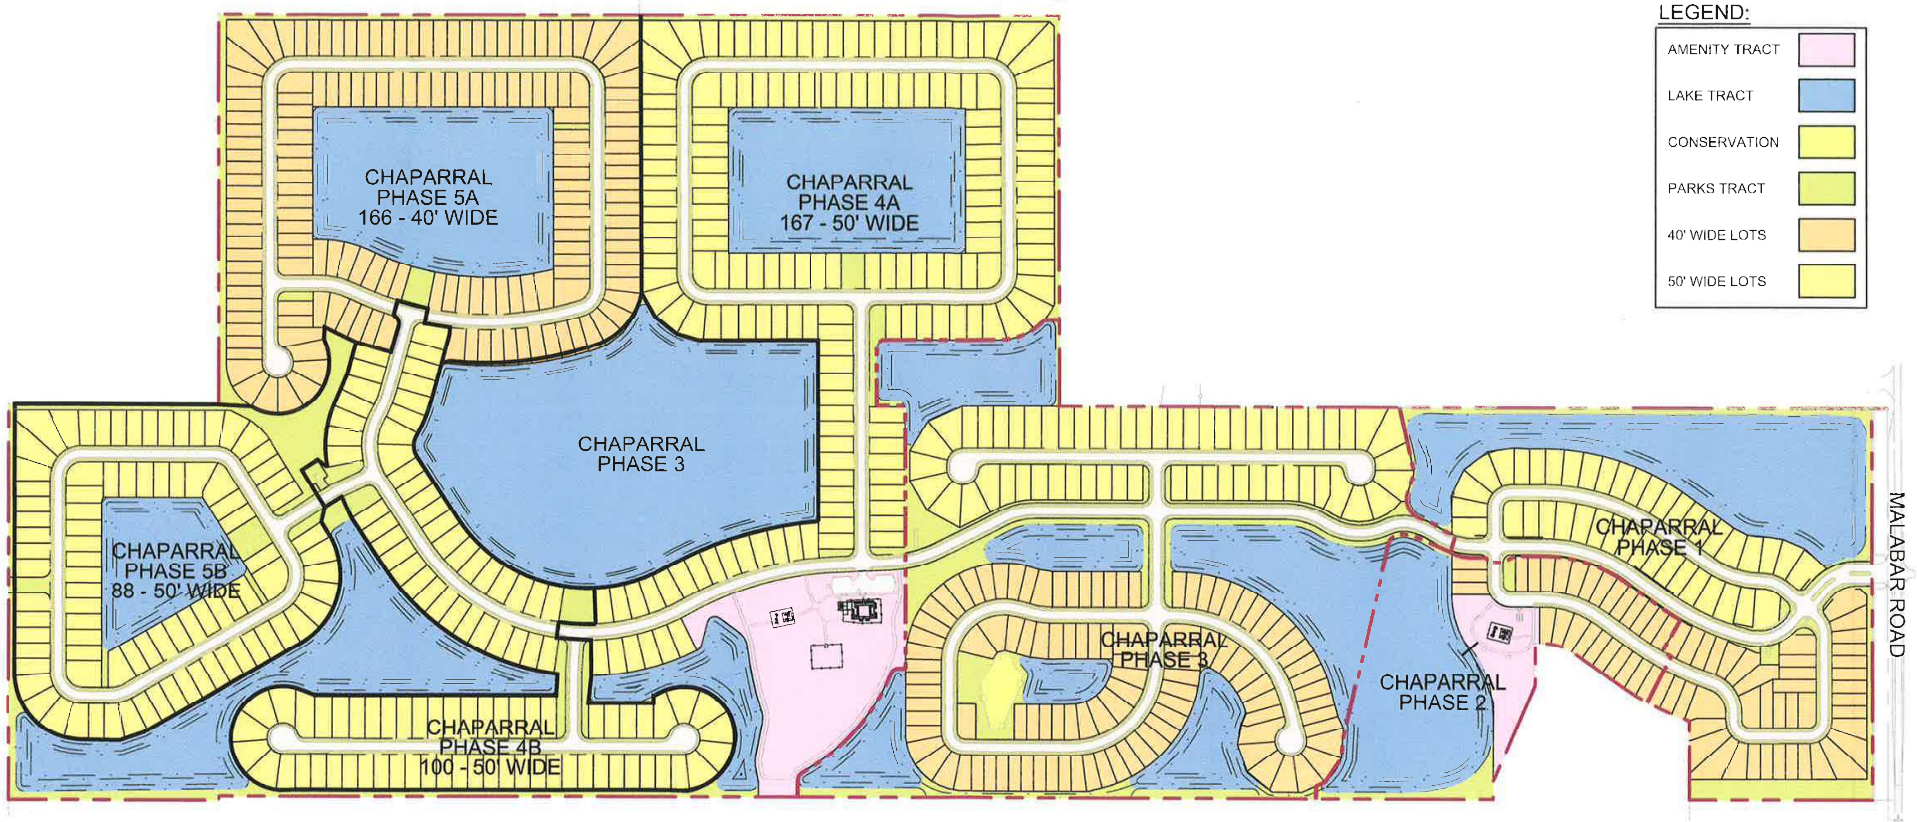 LEGEND:
AMENITY TRACT
LAKE TRACT
CONSERVATION
PARKS TRACT
40' WIDE LOTS
50' WIDE LOTS
CHAPARRAL
PHASE 5A
166 - 40' WIDE
CHAPARRAL
PHASE 4A
167 - 50' WIDE
CHAPARRAL
PHASE 3
CHAPARRAL
PHASE 5B
88 - 50' WIDE
CHAPARRAL
PHASE 4B
100 - 50' WIDE
CHAPARRAL
PHASE 3
CHAPARRAL
PHASE 2
CHAPARRAL
PHASE 1
MALABAR ROAD